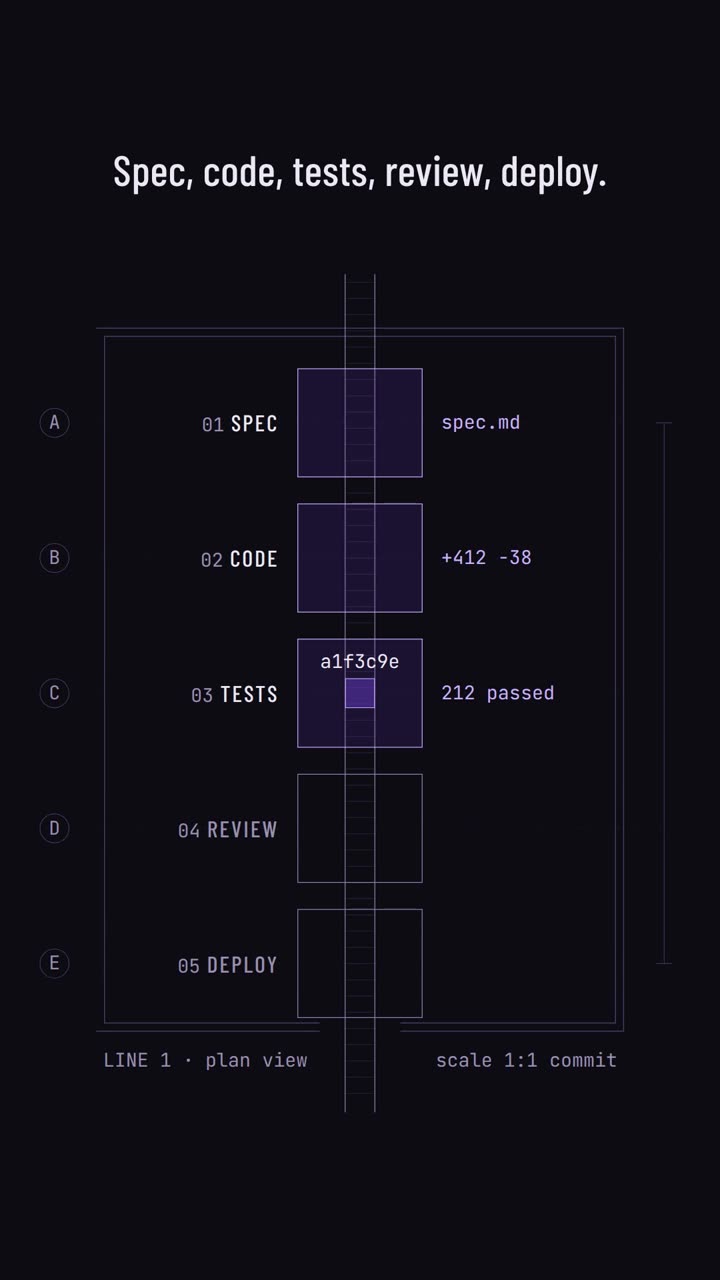 Spec, code, tests, review, deploy.
A 01 SPEC spec.md
B 02 CODE +412 -38
a1f3c9e
C 03 TESTS 212 passed
D 04 REVIEW
E 05 DEPLOY
LINE 1 · plan view scale 1:1 commit